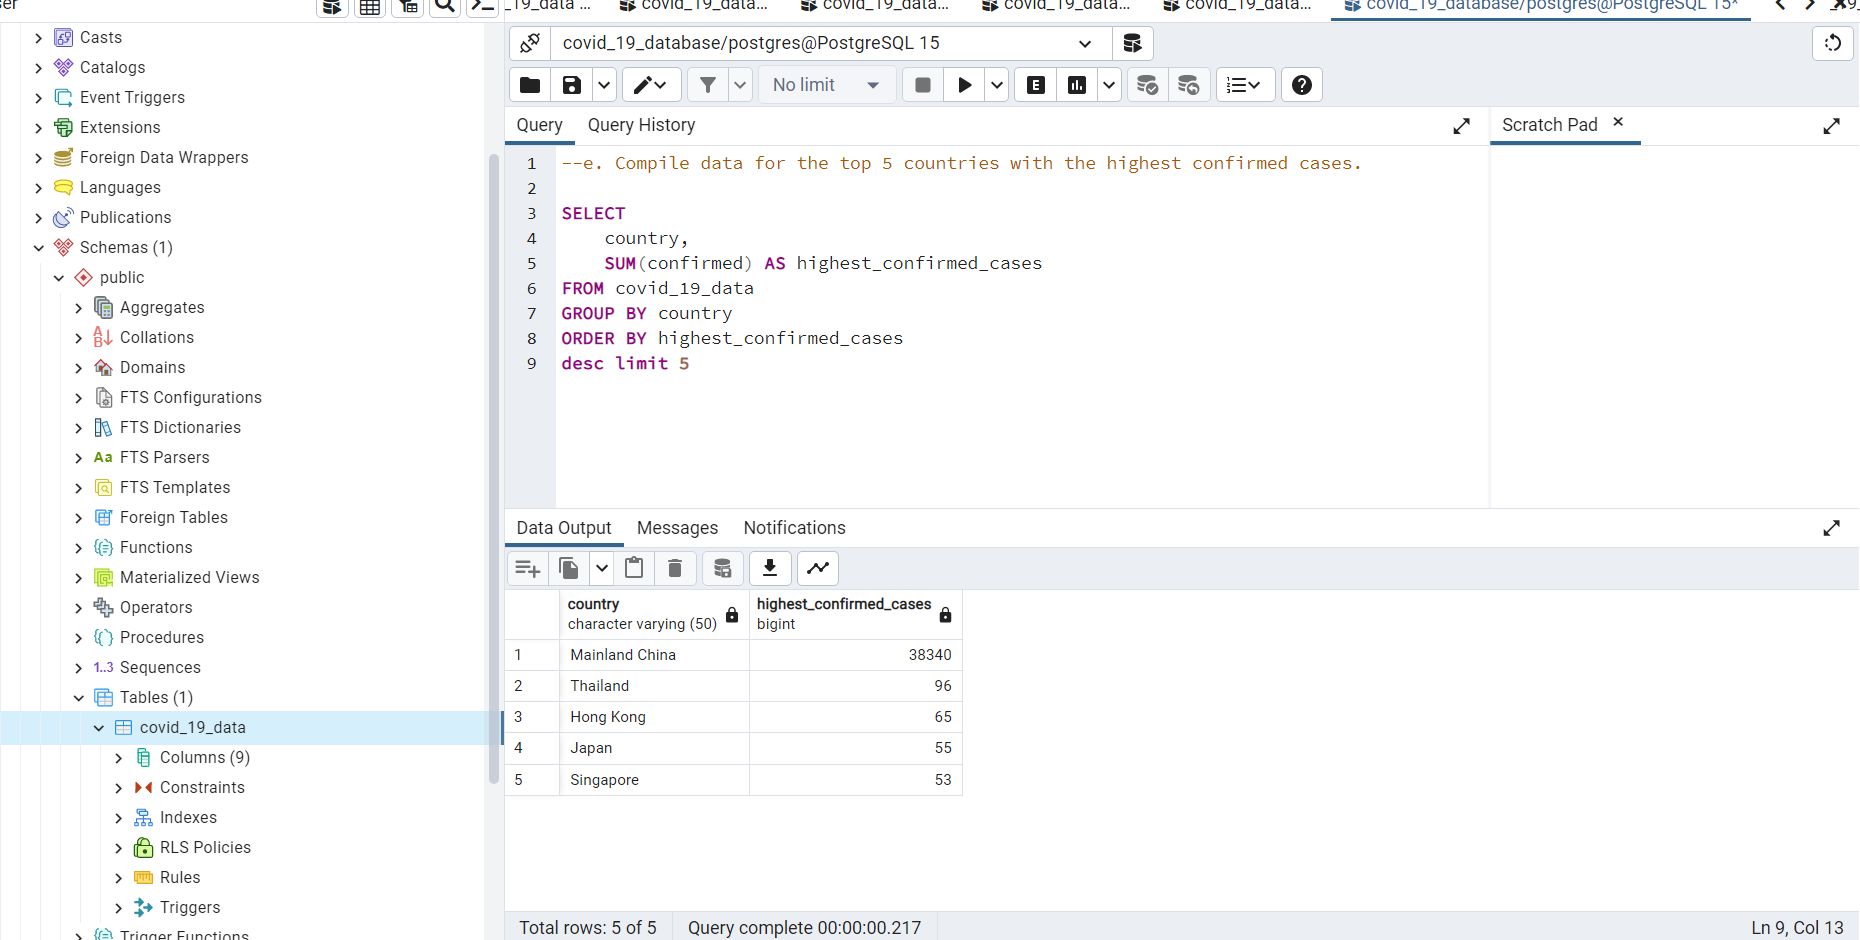 ser
Casts
Catalogs
Event Triggers
Extensions
Foreign Data Wrappers
Languages
Publications
Schemas (1)
public
Aggregates
Collations
Domains
FTS Configurations
FTS Dictionaries
Aa FTS Parsers
FTS Templates
Foreign Tables
Functions
Materialized Views
Operators
Procedures
1..3 Sequences
Tables (1)
covid_19_data
Columns (9)
Constraints
Indexes
RLS Policies
Rules
Triggers
Trigger Functions
_19_data ...
covid_19_data...
covid_19_data...
covid_19_data...
covid_19_data...
covid_19_database/postgres@PostgreSQL 15*
covid_19_database/postgres@PostgreSQL 15
No limit
E
Query
Query History
Scratch Pad
1 --e. Compile data for the top 5 countries with the highest confirmed cases.
2
3 SELECT
4 country,
5 SUM(confirmed) AS highest_confirmed_cases
6 FROM covid_19_data
7 GROUP BY country
8 ORDER BY highest_confirmed_cases
9 desc limit 5
Data Output
Messages
Notifications
country highest_confirmed_cases
character varying (50) bigint
1 Mainland China 38340
2 Thailand 96
3 Hong Kong 65
4 Japan 55
5 Singapore 53
Total rows: 5 of 5
Query complete 00:00:00.217
Ln 9, Col 13